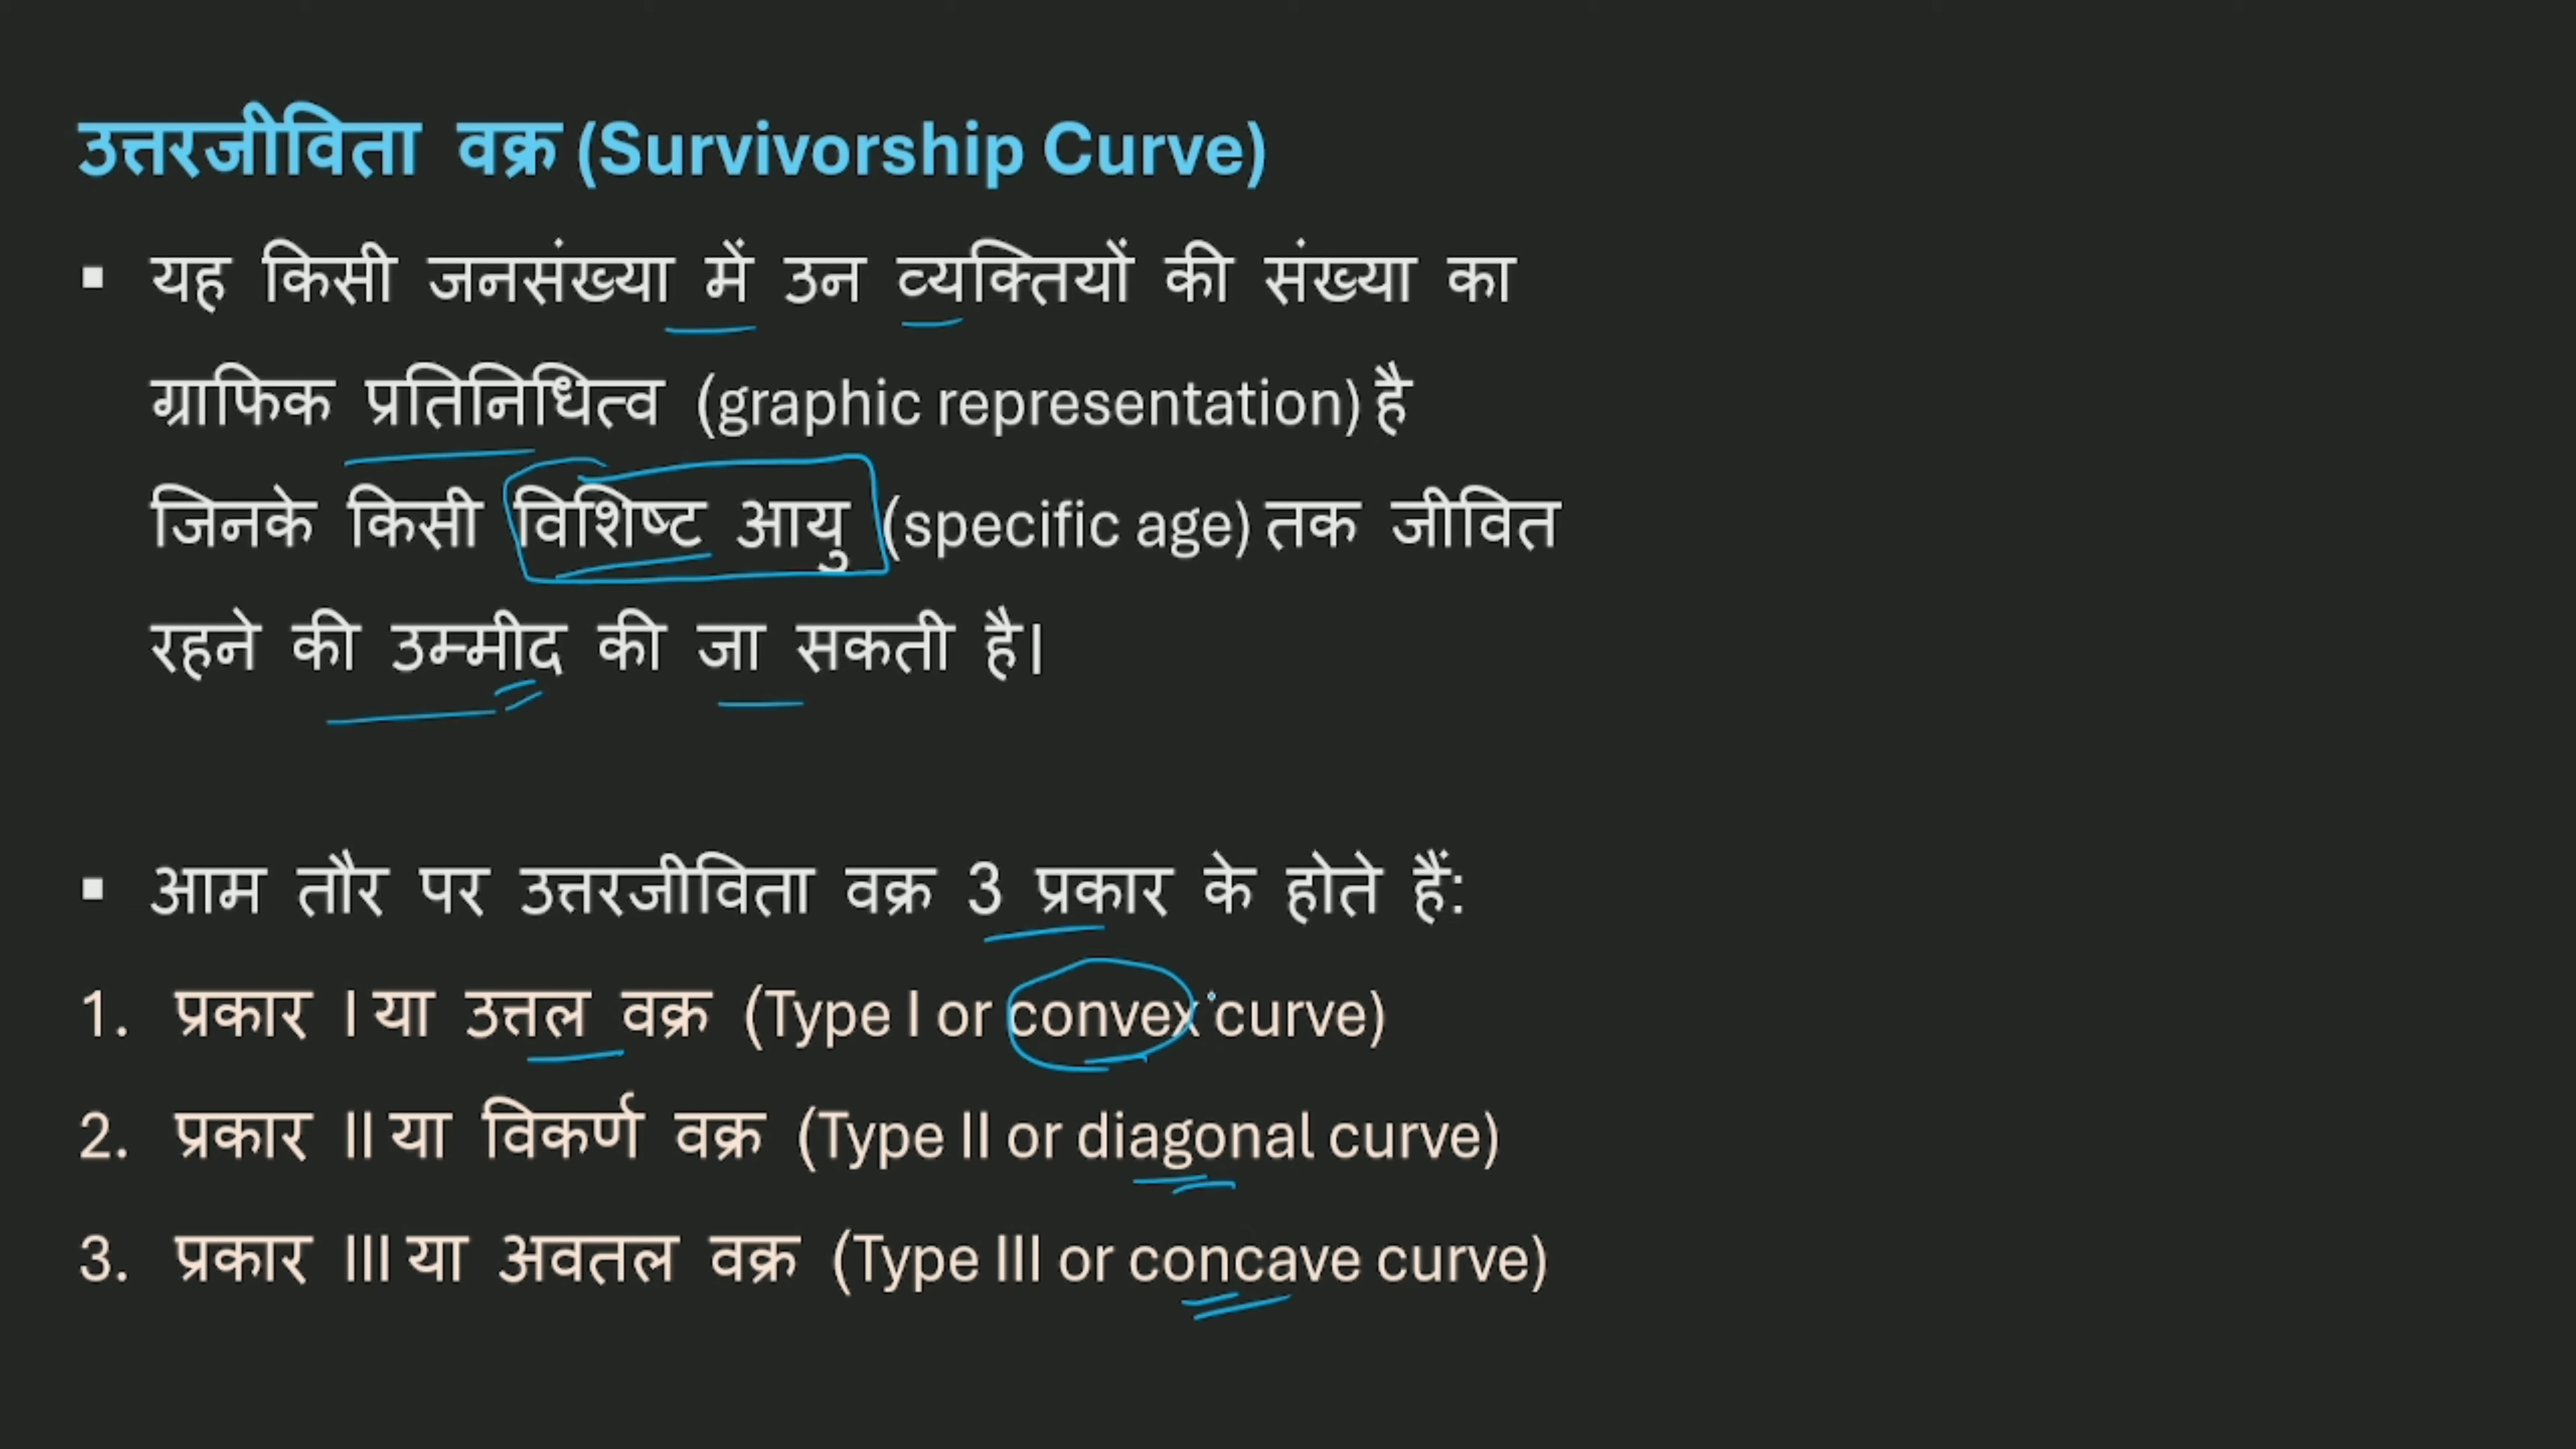 उत्तरजीविता वक्र (Survivorship Curve)
▪ यह किसी जनसंख्या में उन व्यक्तियों की संख्या का
ग्राफिक प्रतिनिधित्व (graphic representation) है
जिनके किसी विशिष्ट आयु (specific age) तक जीवित
रहने की उम्मीद की जा सकती है।
▪ आम तौर पर उत्तरजीविता वक्र 3 प्रकार के होते हैं:
1. प्रकार I या उत्तल वक्र (Type I or convex curve)
2. प्रकार II या विकर्ण वक्र (Type II or diagonal curve)
3. प्रकार III या अवतल वक्र (Type III or concave curve)